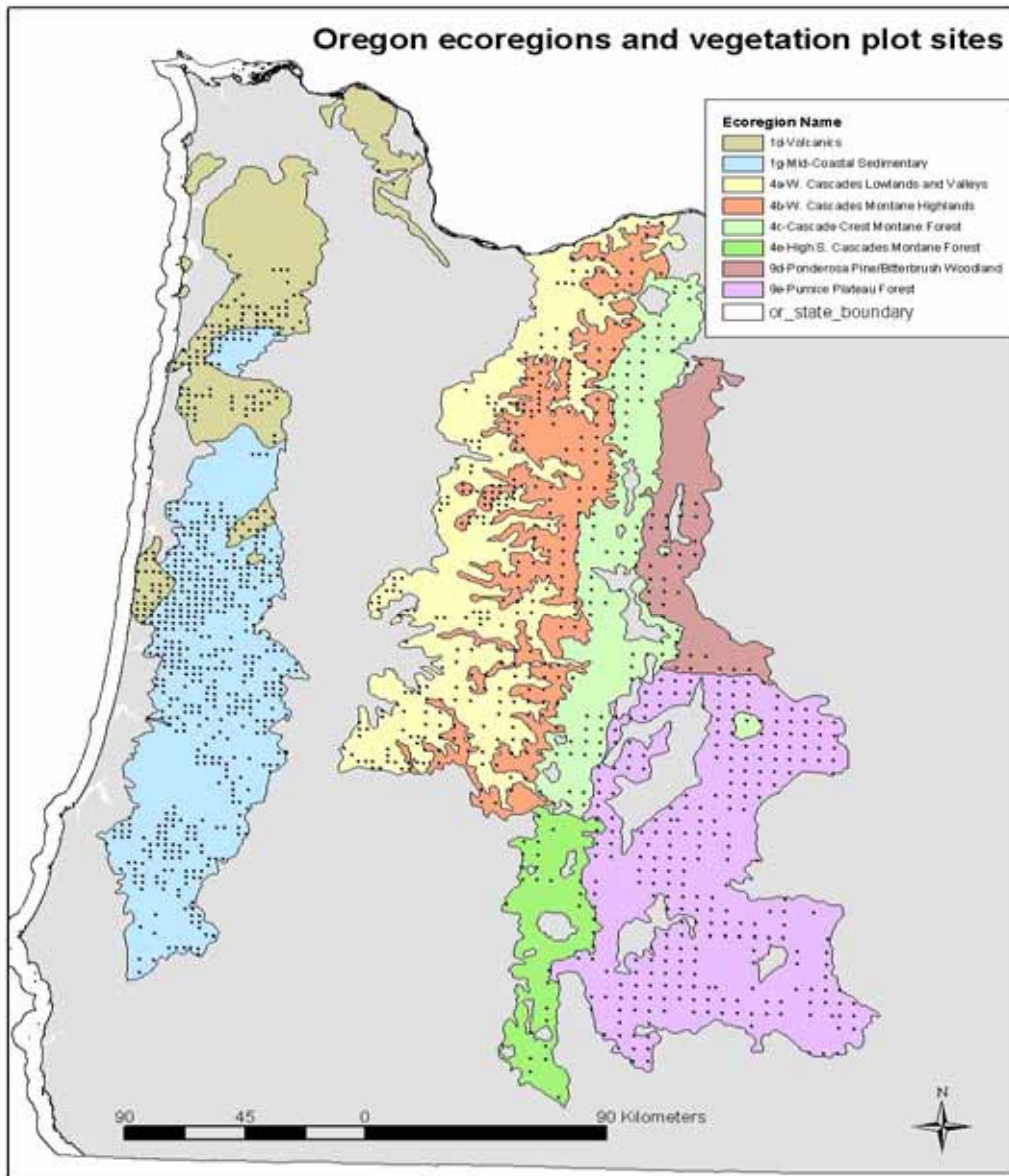 Oregon ecoregions and vegetation plot sites
Ecoregion Name
1d-Volcanics
1g-Mid-Coastal Sedimentary
4a-W. Cascades Lowlands and Valleys
4b-W. Cascades Montane Highlands
4c-Cascade Crest Montane Forest
4e-High S. Cascades Montane Forest
9d-Ponderosa Pine/Bitterbrush Woodland
9e-Pumice Plateau Forest
or_state_boundary
N
90 45 0 90 Kilometers